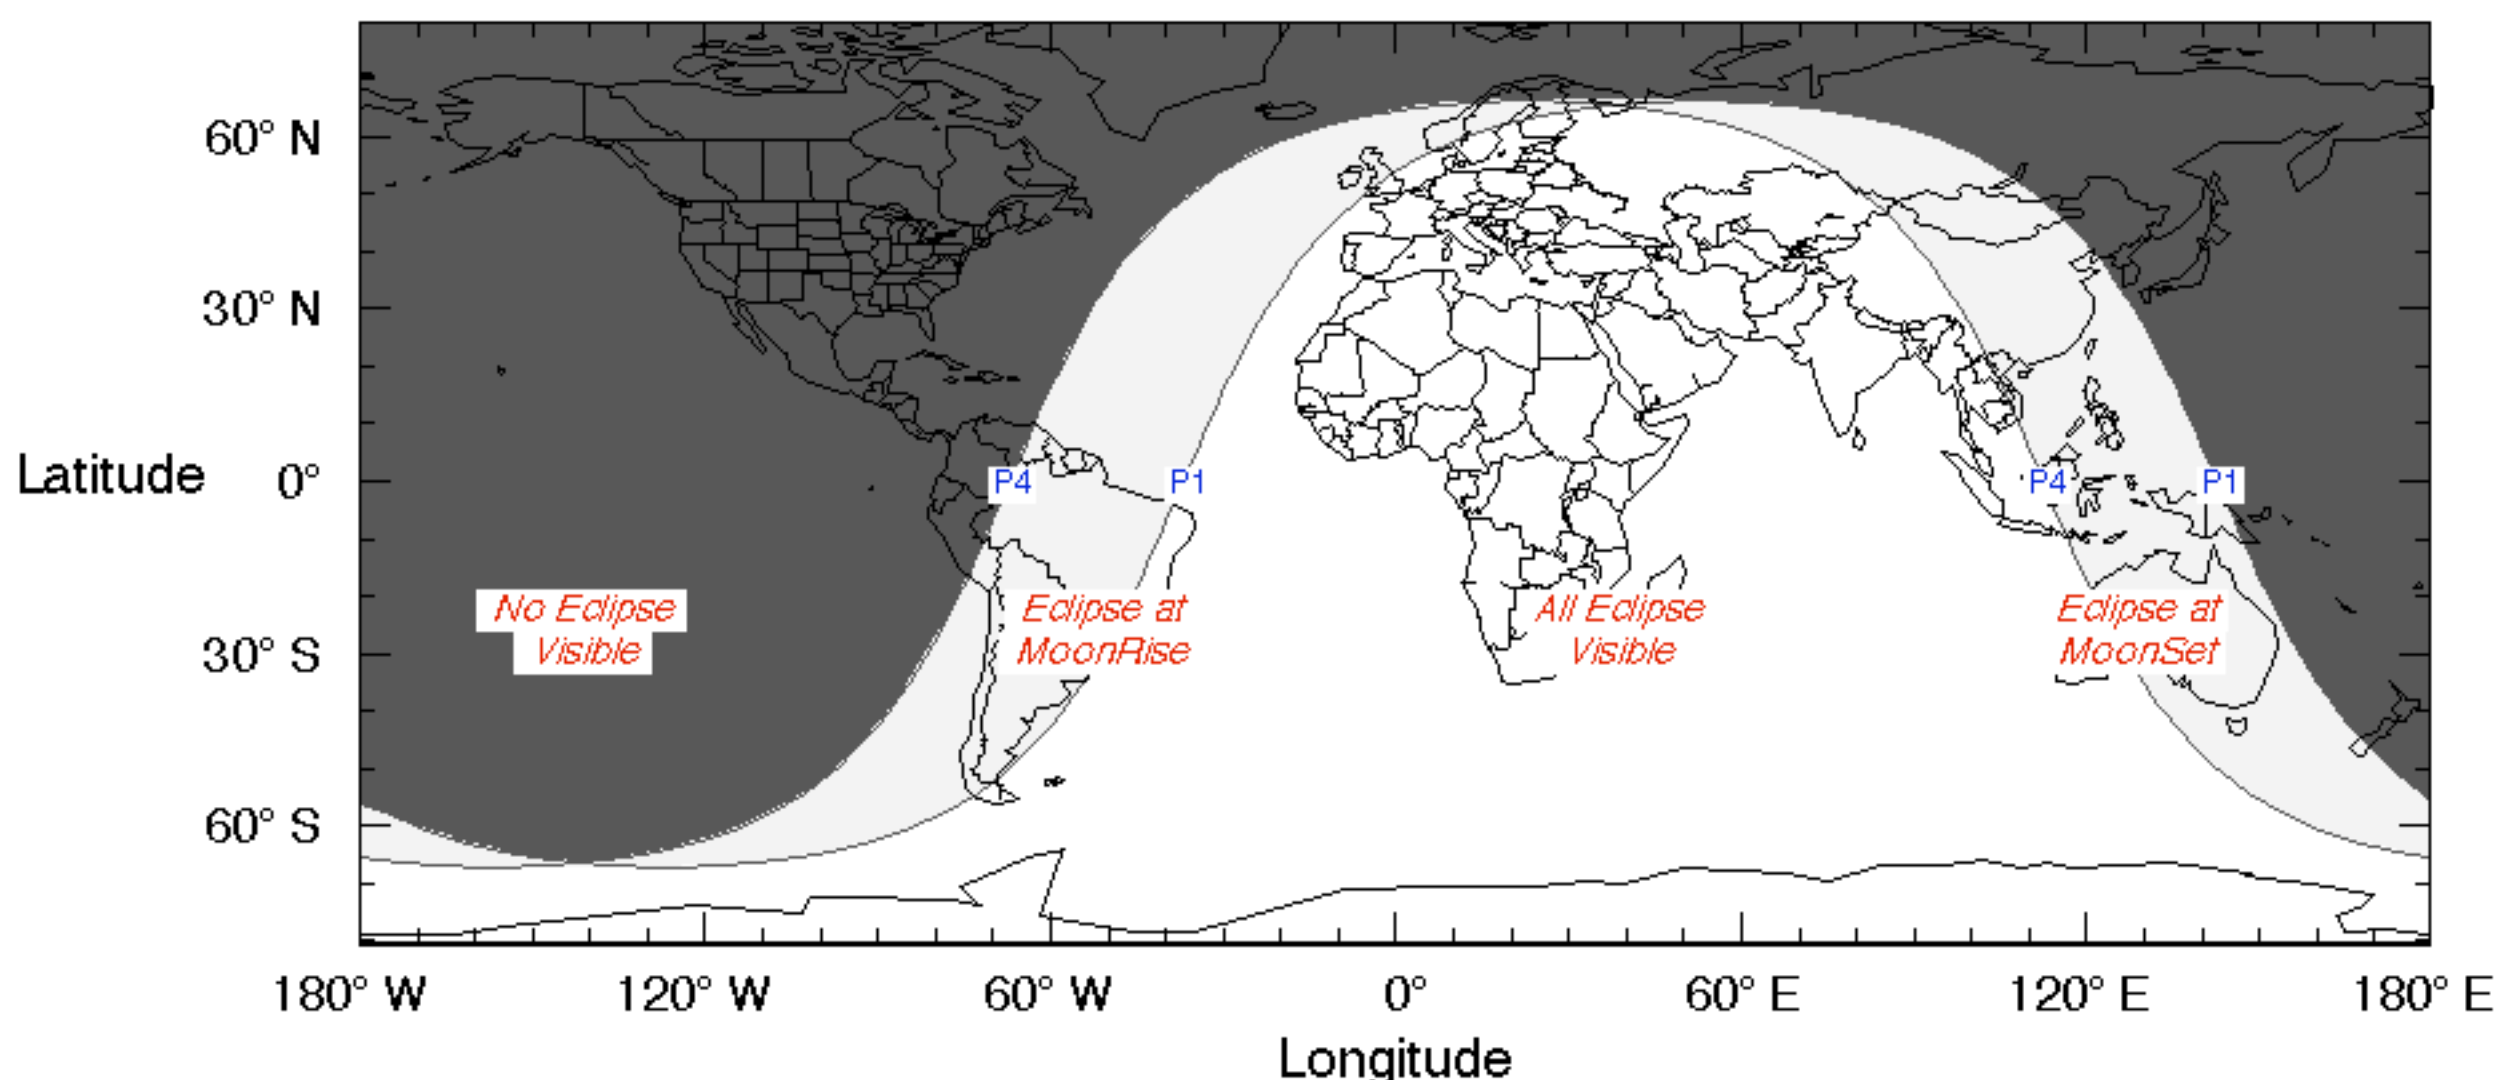 60° N
30° N
Latitude
0°
30° S
60° S
P4
P1
P4
P1
No Eclipse
Visible
Eclipse at
MoonRise
All Eclipse
Visible
Eclipse at
MoonSet
180° W
120° W
60° W
0°
60° E
120° E
180° E
Longitude